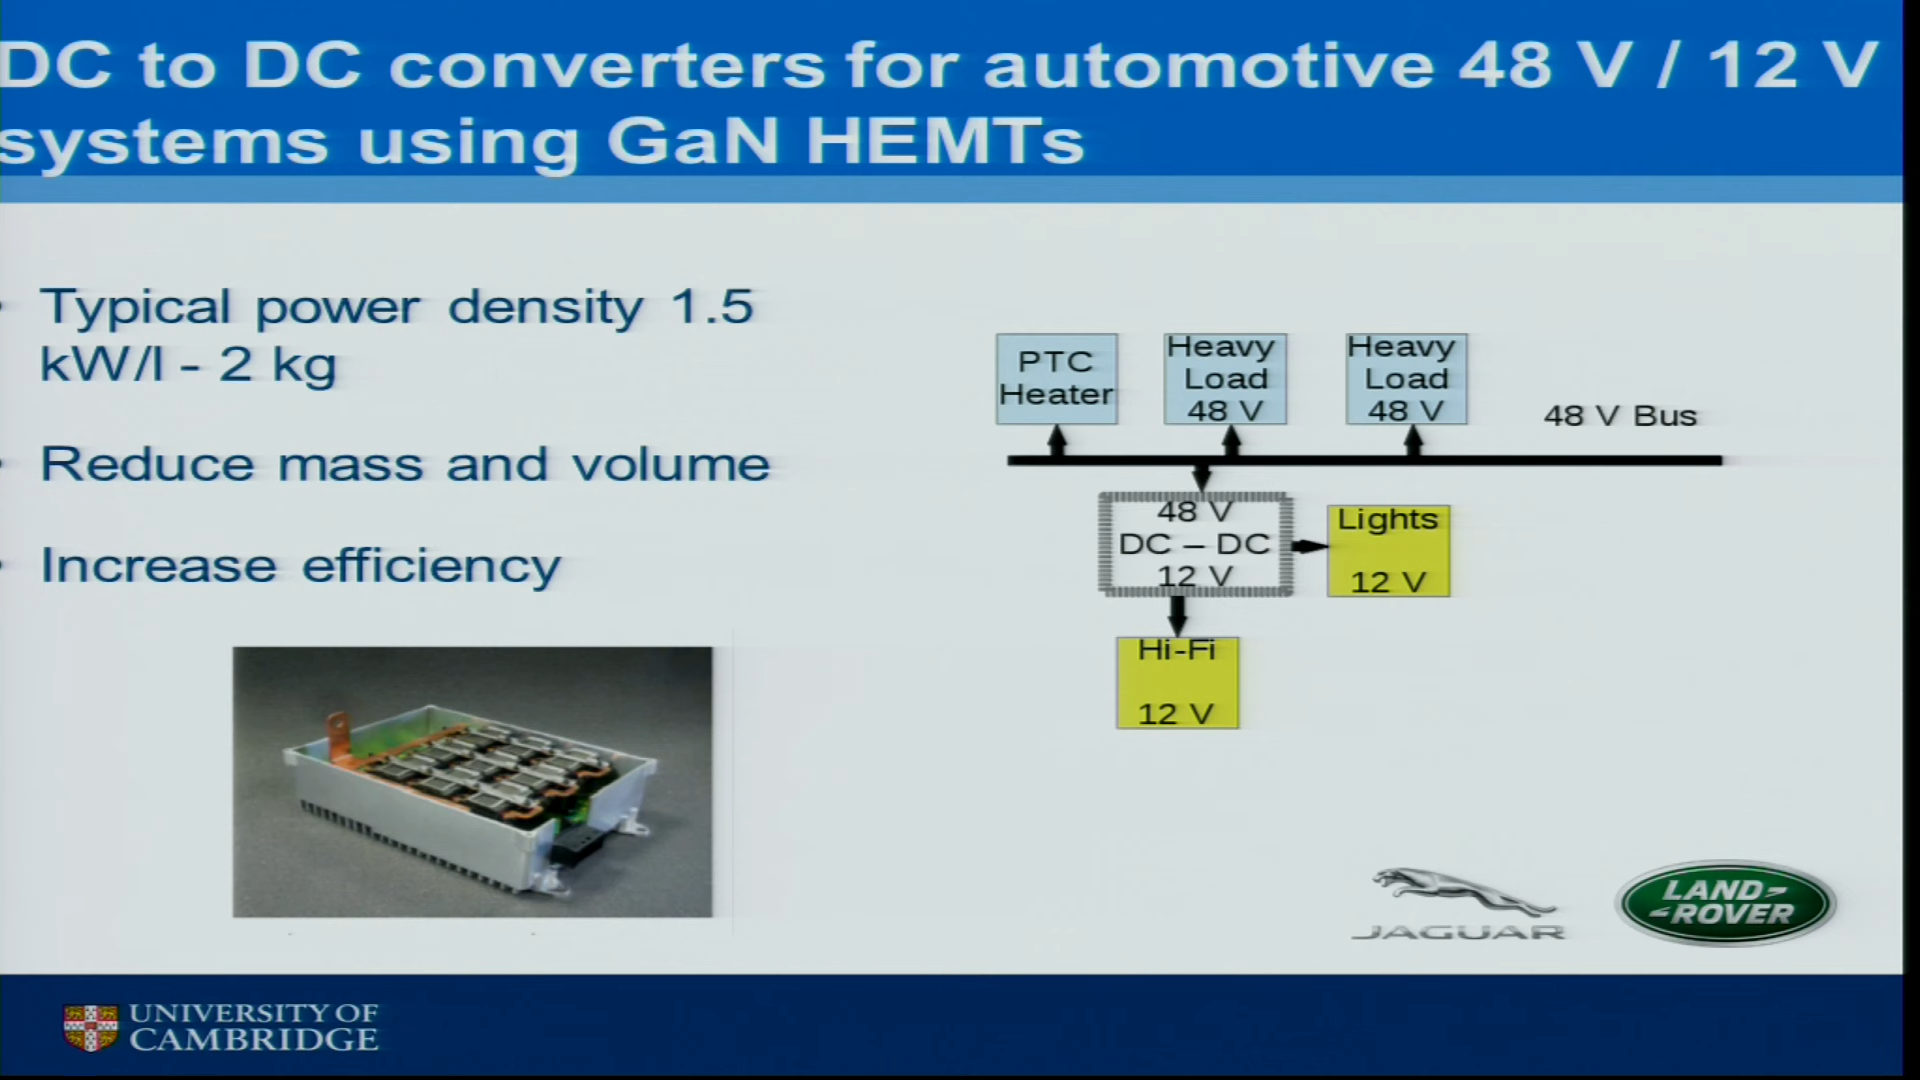 DC to DC converters for automotive 48 V / 12 V
systems using GaN HEMTs
• Typical power density 1.5
kW/l - 2 kg
• Reduce mass and volume
• Increase efficiency
PTC
Heater
Heavy
Load
48 V
Heavy
Load
48 V
48 V Bus
48 V
DC – DC
12 V
Lights
12 V
Hi-Fi
12 V
JAGUAR
LAND-
-ROVER
UNIVERSITY OF
CAMBRIDGE